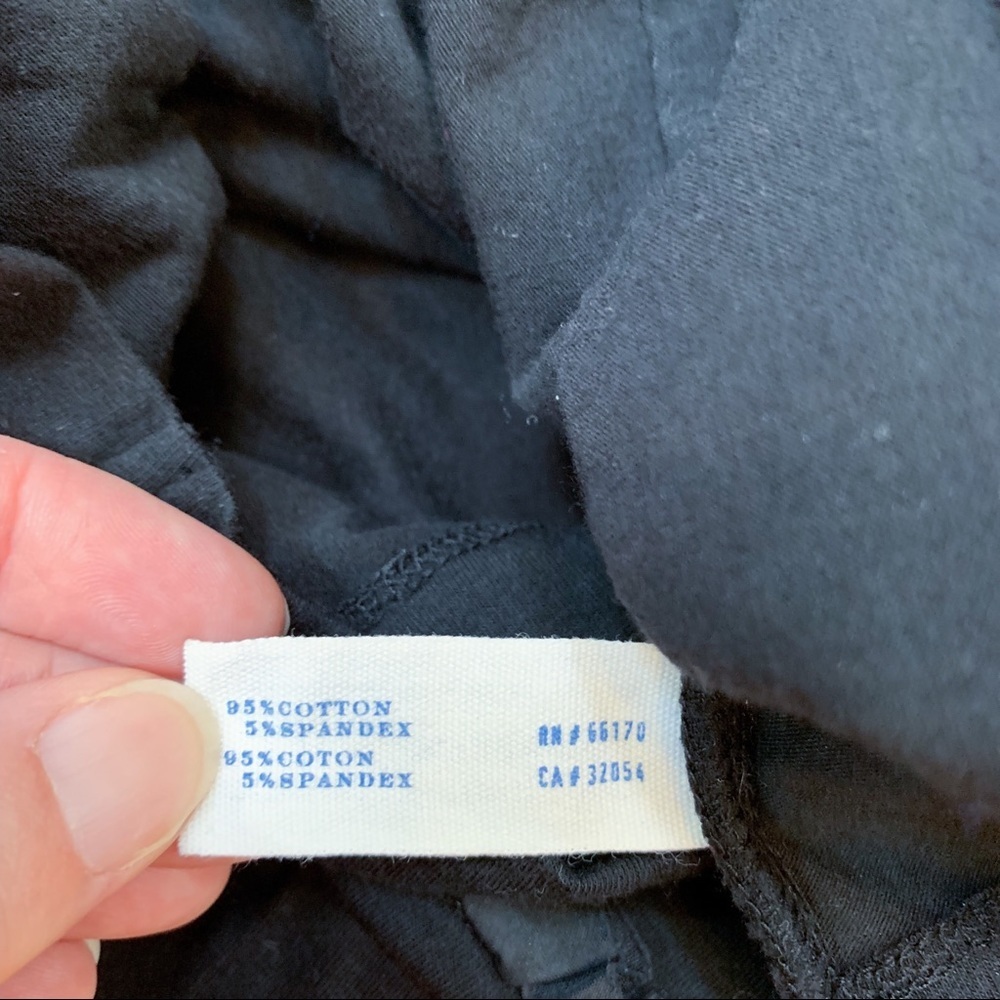 95%COTTON
5%SPANDEX
95%COTON
5%SPANDEX
RN#66170
CA#32054